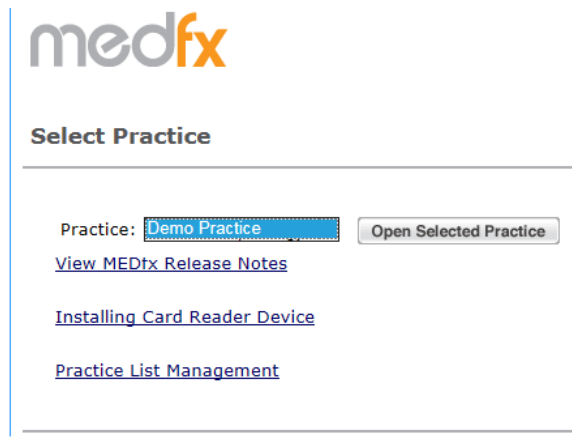 medfx
Select Practice
Practice: Demo Practice Open Selected Practice
View MEDfx Release Notes
Installing Card Reader Device
Practice List Management